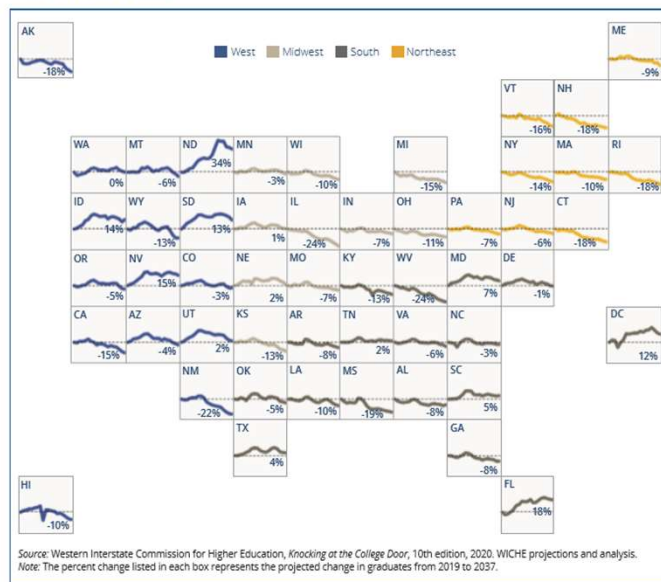 AK
ME
West Midwest South Northeast
-18%
-9%
VT NH
-16% -18%
WA MT ND MN WI MI NY MA RI
34%
0% -6% -3% -10% -15% -14% -10% -18%
ID WY SD IA IL IN OH PA NJ CT
14% -13% 13% 1% -24% -7% -11% -7% -6% -18%
OR NV CO NE MO KY WV MD DE
-5% 15% -3% 2% -7% -13% -24% 7% -1%
CA AZ UT KS AR TN VA NC DC
-15% -4% 2% -13% -8% 2% -6% -3% 12%
NM OK LA MS AL SC
-22% -5% -10% -19% -8% 5%
TX GA
4% -8%
HI FL
-10% 18%
Source: Western Interstate Commission for Higher Education, Knocking at the College Door, 10th edition, 2020. WICHE projections and analysis.
Note: The percent change listed in each box represents the projected change in graduates from 2019 to 2037.